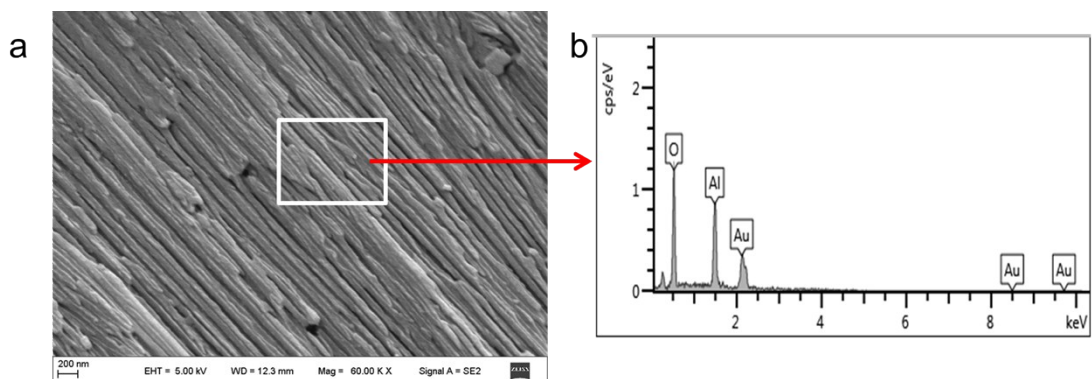 a
b
cps/eV
2
1
0
O
Al
Au
Au
Au
2
4
6
8
keV
200 nm
EHT = 5.00 kV
WD = 12.3 mm
Mag = 60.00 K X
Signal A = SE2
ZEISS